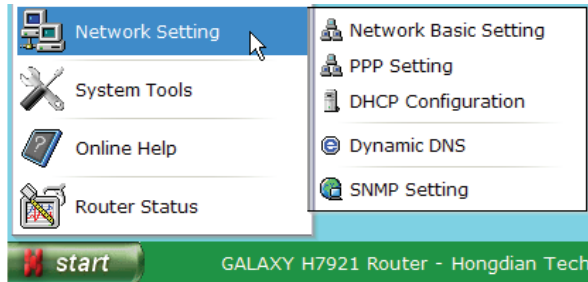 Network Setting
System Tools
Online Help
Router Status
Network Basic Setting
PPP Setting
DHCP Configuration
Dynamic DNS
SNMP Setting
start
GALAXY H7921 Router - Hongdian Tech